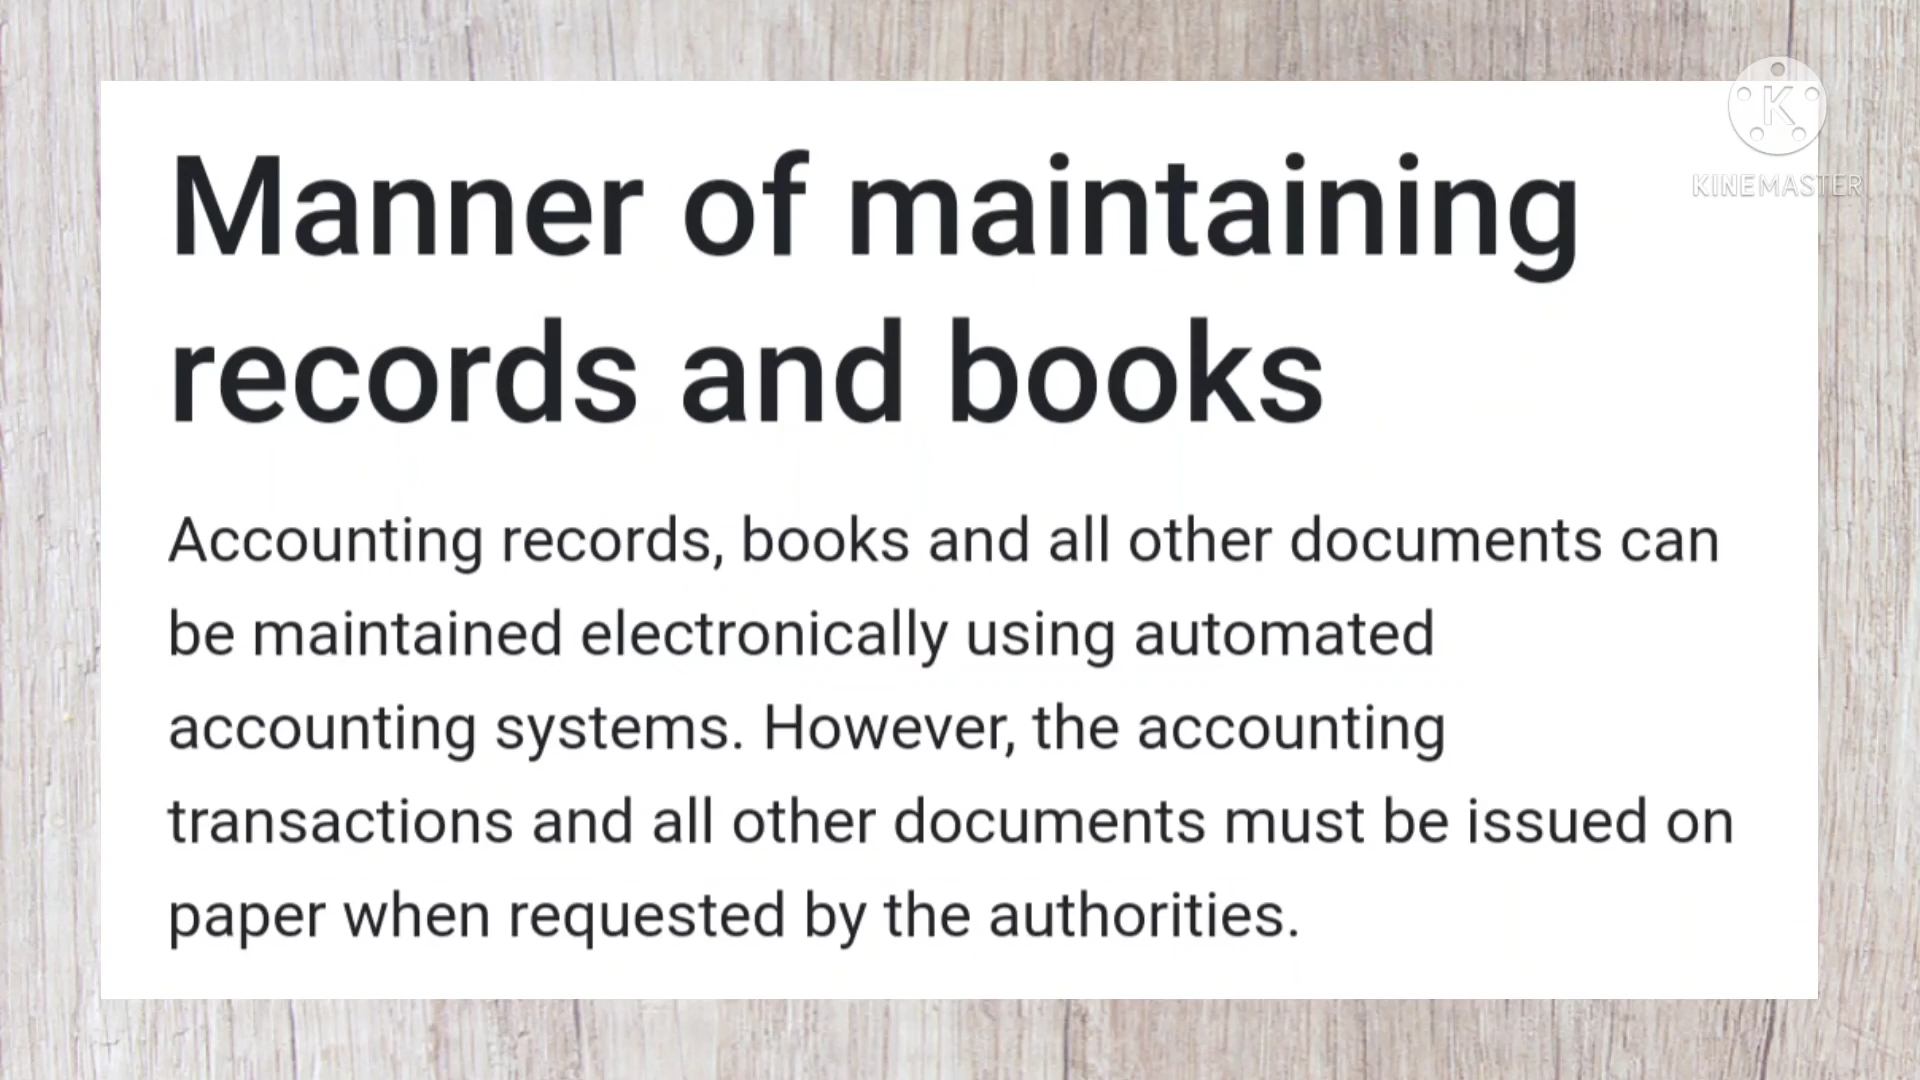 Manner of maintaining
records and books
Accounting records, books and all other documents can
be maintained electronically using automated
accounting systems. However, the accounting
transactions and all other documents must be issued on
paper when requested by the authorities.
K
KINEMASTER